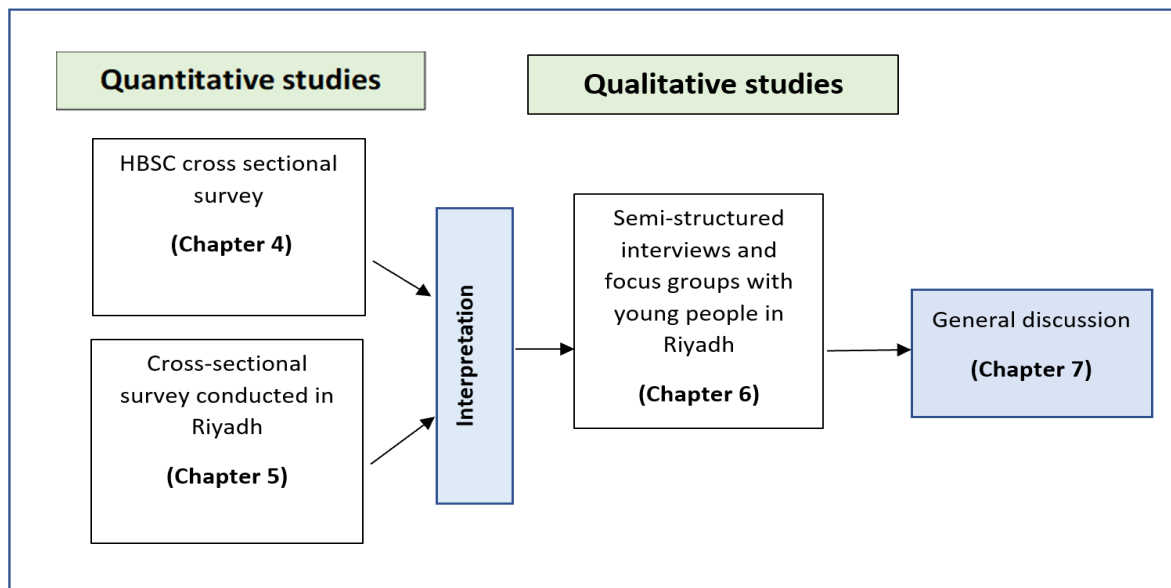 Quantitative studies
Qualitative studies
HBSC cross sectional
survey
(Chapter 4)
Cross-sectional
survey conducted in
Riyadh
(Chapter 5)
Interpretation
Semi-structured
interviews and
focus groups with
young people in
Riyadh
(Chapter 6)
General discussion
(Chapter 7)